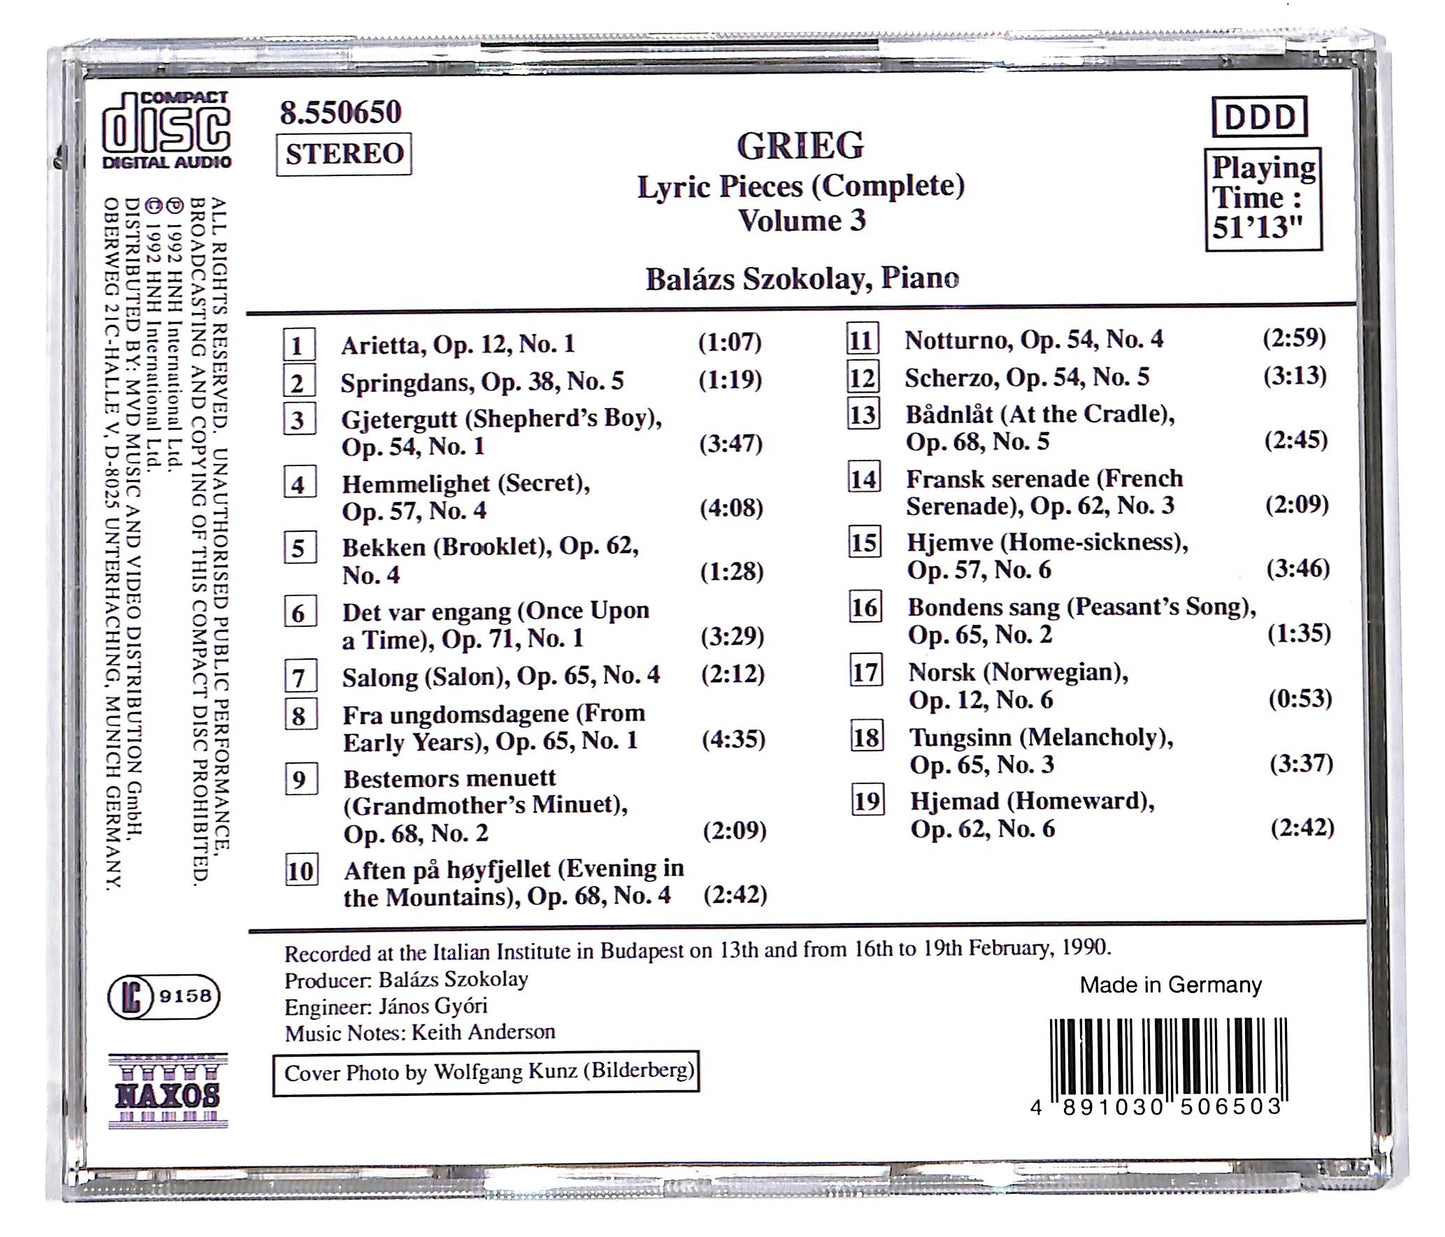 COMPACT
disc
DIGITAL AUDIO
8.550650
STEREO
GRIEG
Lyric Pieces (Complete)
Volume 3
Balázs Szokolay, Piano
DDD
Playing
Time :
51'13"
1 Arietta, Op. 12, No. 1 (1:07)
2 Springdans, Op. 38, No. 5 (1:19)
3 Gjetergutt (Shepherd's Boy),
Op. 54, No. 1 (3:47)
4 Hemmelighet (Secret),
Op. 57, No. 4 (4:08)
5 Bekken (Brooklet), Op. 62,
No. 4 (1:28)
6 Det var engang (Once Upon
a Time), Op. 71, No. 1 (3:29)
7 Salong (Salon), Op. 65, No. 4 (2:12)
8 Fra ungdomsdagene (From
Early Years), Op. 65, No. 1 (4:35)
9 Bestemors menuett
(Grandmother's Minuet),
Op. 68, No. 2 (2:09)
10 Aften på høyfjellet (Evening in
the Mountains), Op. 68, No. 4 (2:42)
11 Notturno, Op. 54, No. 4 (2:59)
12 Scherzo, Op. 54, No. 5 (3:13)
13 Bådnlåt (At the Cradle),
Op. 68, No. 5 (2:45)
14 Fransk serenade (French
Serenade), Op. 62, No. 3 (2:09)
15 Hjemve (Home-sickness),
Op. 57, No. 6 (3:46)
16 Bondens sang (Peasant's Song),
Op. 65, No. 2 (1:35)
17 Norsk (Norwegian),
Op. 12, No. 6 (0:53)
18 Tungsinn (Melancholy),
Op. 65, No. 3 (3:37)
19 Hjemad (Homeward),
Op. 62, No. 6 (2:42)
Recorded at the Italian Institute in Budapest on 13th and from 16th to 19th February, 1990.
Producer: Balázs Szokolay
Engineer: János Gyóri
Music Notes: Keith Anderson
Cover Photo by Wolfgang Kunz (Bilderberg)
Made in Germany
4 891030 506503
ALL RIGHTS RESERVED. UNAUTHORISED PUBLIC PERFORMANCE,
BROADCASTING AND COPYING OF THIS COMPACT DISC PROHIBITED.
℗ 1992 HNH International Ltd.
© 1992 HNH International Ltd.
DISTRIBUTED BY: MVD MUSIC AND VIDEO DISTRIBUTION GmbH,
OBERWEG 21C-HALLE V, D-8025 UNTERHACHING, MUNICH GERMANY.
LC 9158
NAXOS